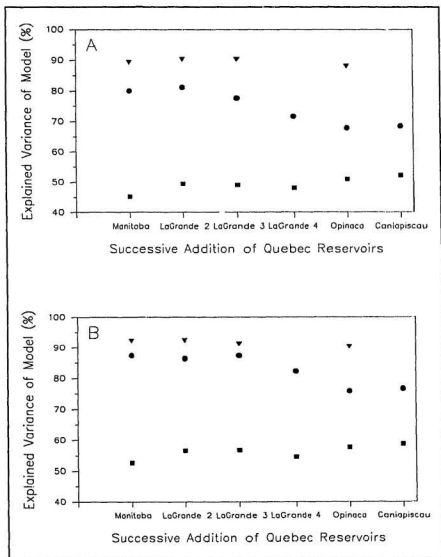 A
Explained Variance of Model (%)
100
90
80
70
60
50
40
Manitoba LaGrande 2 LaGrande 3 LaGrande 4 Opinaca Caniapiscau
Successive Addition of Quebec Reservoirs
B
Explained Variance of Model (%)
100
90
80
70
60
50
40
Manitoba LaGrande 2 LaGrande 3 LaGrande 4 Opinaca Caniapiscau
Successive Addition of Quebec Reservoirs